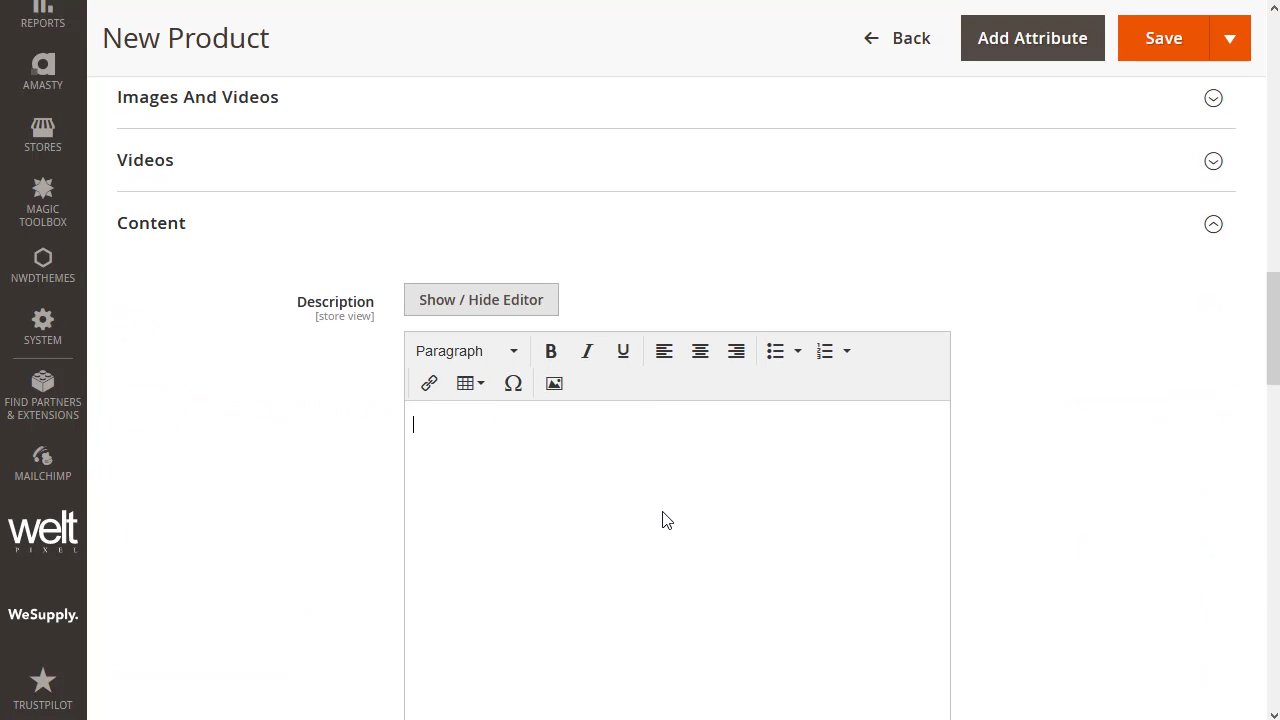 REPORTS
AMASTY
STORES
MAGIC
TOOLBOX
NWDTHEMES
SYSTEM
FIND PARTNERS
& EXTENSIONS
MAILCHIMP
welt
PIXEL
WeSupply.
TRUSTPILOT
New Product
Back
Add Attribute
Save
Images And Videos
Videos
Content
Description
[store view]
Show / Hide Editor
Paragraph
B I U
Ω